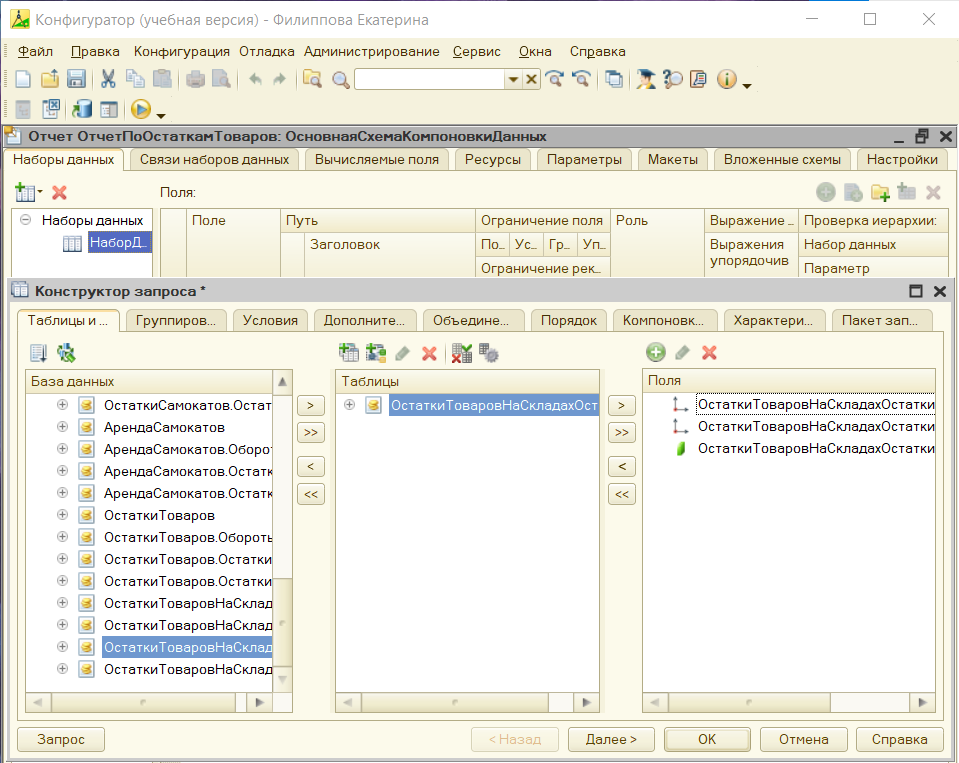 Конфигуратор (учебная версия) - Филиппова Екатерина
Файл Правка Конфигурация Отладка Администрирование Сервис Окна Справка
Отчет ОтчетПоОстаткамТоваров: ОсновнаяСхемаКомпоновкиДанных
Наборы данных Связи наборов данных Вычисляемые поля Ресурсы Параметры Макеты Вложенные схемы Настройки
Поля:
Наборы данных
НаборД...
Поле Путь Ограничение поля Роль Выражение ... Проверка иерархии:
Заголовок По... Ус... Гр... Уп... Выражения упорядочив Набор данных
Ограничение рек... Параметр
Конструктор запроса *
Таблицы и ... Группиров... Условия Дополните... Объедине... Порядок Компоновк... Характери... Пакет зап...
База данных
ОстаткиСамокатов.Остат
АрендаСамокатов
АрендаСамокатов.Оборот
АрендаСамокатов.Остатк
АрендаСамокатов.Остатк
ОстаткиТоваров
ОстаткиТоваров.Обороть
ОстаткиТоваров.Остатки
ОстаткиТоваров.Остатки
ОстаткиТоваровНаСклад
ОстаткиТоваровНаСклад
ОстаткиТоваровНаСклад
ОстаткиТоваровНаСклад
>
>>
<
<<
Таблицы
ОстаткиТоваровНаСкладахОст
>
>>
<
<<
Поля
ОстаткиТоваровНаСкладахОстатки
ОстаткиТоваровНаСкладахОстатки
ОстаткиТоваровНаСкладахОстатки
Запрос < Назад Далее > ОК Отмена Справка